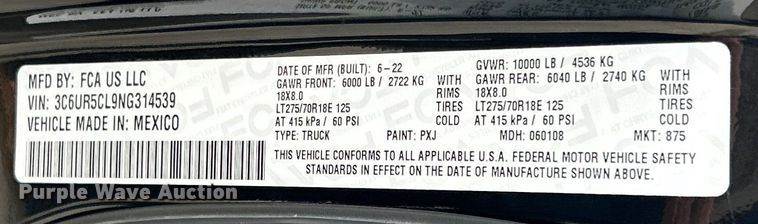 MFD BY: FCA US LLC
VIN: 3C6UR5CL9NG314539
VEHICLE MADE IN: MEXICO
DATE OF MFR (BUILT): 6-22 GVWR: 10000 LB / 4536 KG
GAWR FRONT: 6000 LB / 2722 KG WITH GAWR REAR: 6040 LB / 2740 KG WITH
18X8.0 RIMS 18X8.0 RIMS
LT275/70R18E 125 TIRES LT275/70R18E 125 TIRES
AT 415 kPa / 60 PSI COLD AT 415 kPa / 60 PSI COLD
TYPE: TRUCK PAINT: PXJ MDH: 060108 MKT: 875
THIS VEHICLE CONFORMS TO ALL APPLICABLE U.S.A. FEDERAL MOTOR VEHICLE SAFETY
STANDARDS IN EFFECT ON THE DATE OF MANUFACTURE SHOWN ABOVE.
Purple Wave Auction